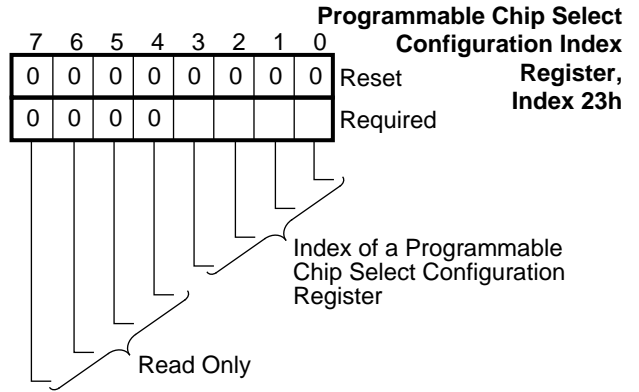 Programmable Chip Select
Configuration Index
Register,
Index 23h
7 6 5 4 3 2 1 0
0 0 0 0 0 0 0 0 Reset
0 0 0 0 Required
Index of a Programmable
Chip Select Configuration
Register
Read Only